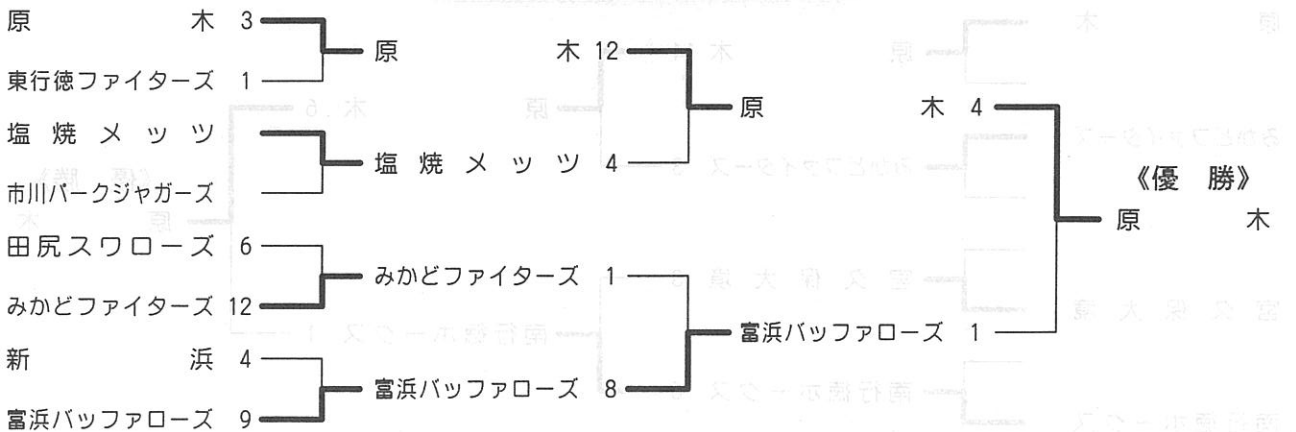 原 木 3
東行徳ファイターズ 1
塩 焼 メ ッ ツ
市川パークジャガーズ
田尻スワローズ 6
みかどファイターズ 12
新 浜 4
富浜バッファローズ 9
原 木 12
塩 焼 メ ッ ツ 4
みかどファイターズ 1
富浜バッファローズ 8
原 木 4
富浜バッファローズ 1
《優 勝》
原 木